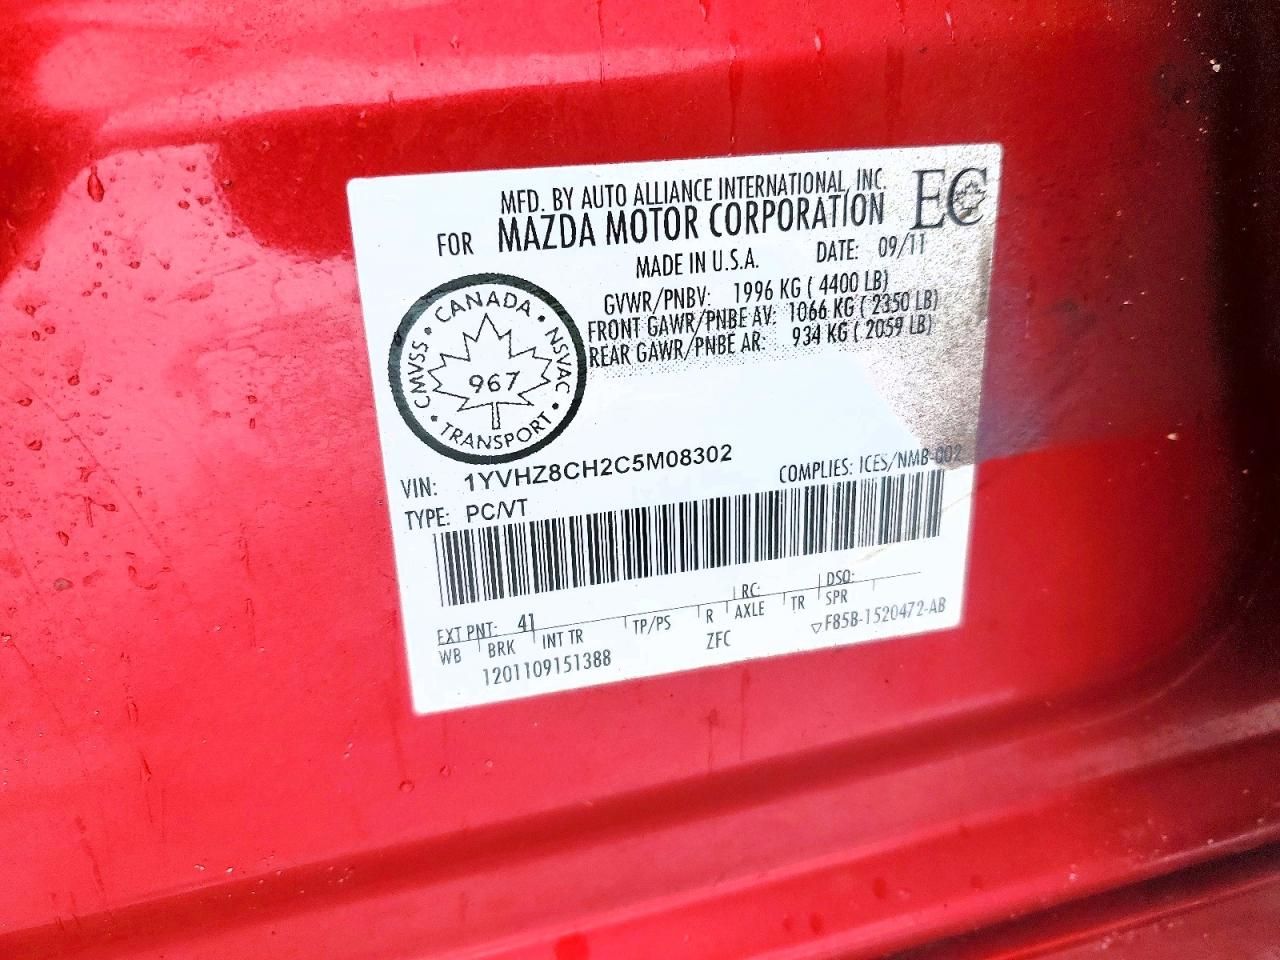 MFD. BY AUTO ALLIANCE INTERNATIONAL, INC.
FOR MAZDA MOTOR CORPORATION EC
MADE IN U.S.A. DATE: 09/11
GVWR/PNBV: 1996 KG ( 4400 LB)
FRONT GAWR/PNBE AV: 1066 KG ( 2350 LB)
REAR GAWR/PNBE AR: 934 KG ( 2059 LB)
CANADA • NSVAC • TRANSPORT • CMVSS •
967
VIN: 1YVHZ8CH2C5M08302
COMPLIES: ICES/NMB-002
TYPE: PC/VT
EXT PNT: 41 RC: DSO:
WB BRK INT TR TP/PS R AXLE TR SPR
ZFC ▽F85B-1520472-AB
1201109151388